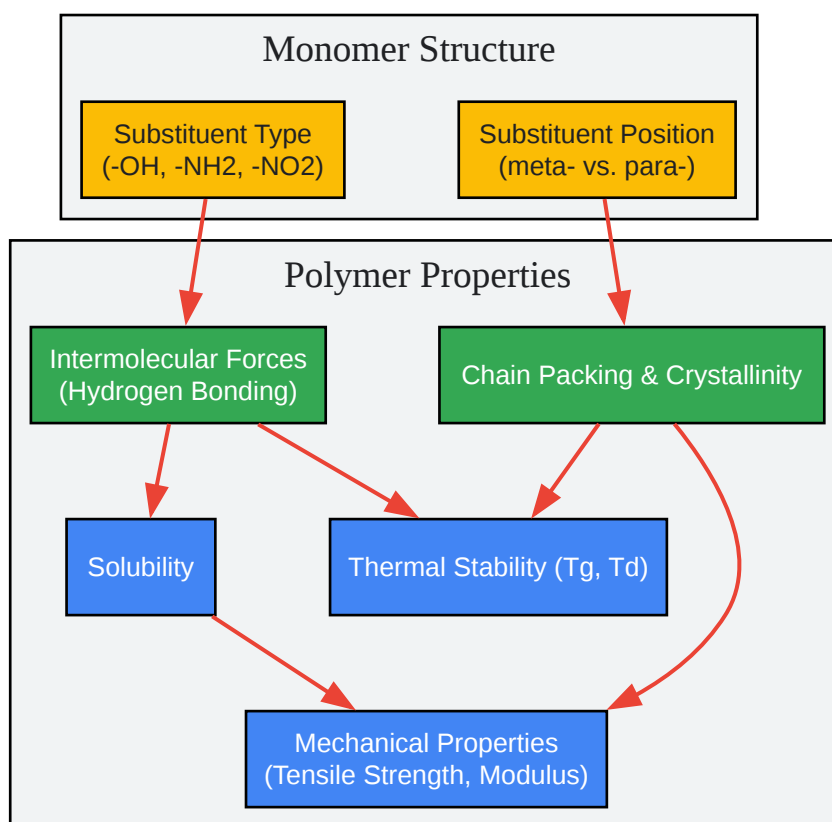 Monomer Structure
Substituent Type
(-OH, -NH2, -NO2)
Substituent Position
(meta- vs. para-)
Polymer Properties
Intermolecular Forces
(Hydrogen Bonding)
Chain Packing & Crystallinity
Solubility
Thermal Stability (Tg, Td)
Mechanical Properties
(Tensile Strength, Modulus)